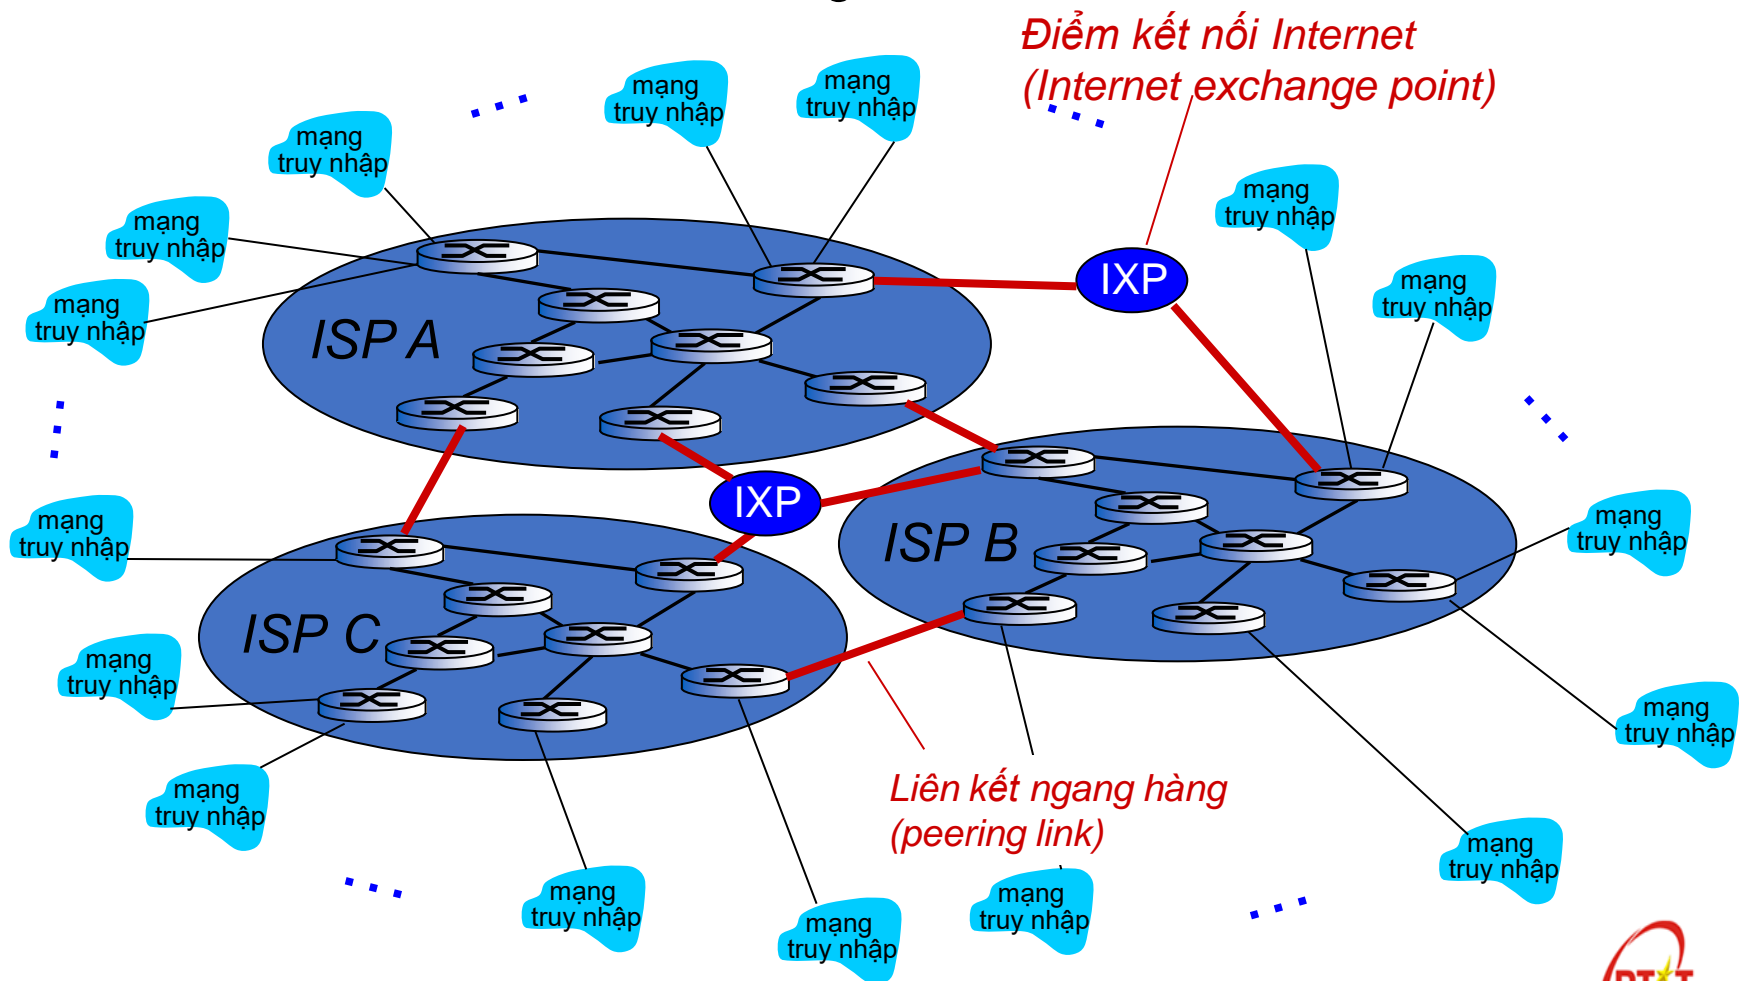 Điểm kết nối Internet
(Internet exchange point)
mạng
truy nhập
mạng
truy nhập
mạng
truy nhập
mạng
truy nhập
mạng
truy nhập
mạng
truy nhập
mạng
truy nhập
mạng
truy nhập
IXP
ISP A
IXP
ISP B
mạng
truy nhập
mạng
truy nhập
ISP C
mạng
truy nhập
mạng
truy nhập
mạng
truy nhập
Liên kết ngang hàng
(peering link)
mạng
truy nhập
mạng
truy nhập
mạng
truy nhập
mạng
truy nhập